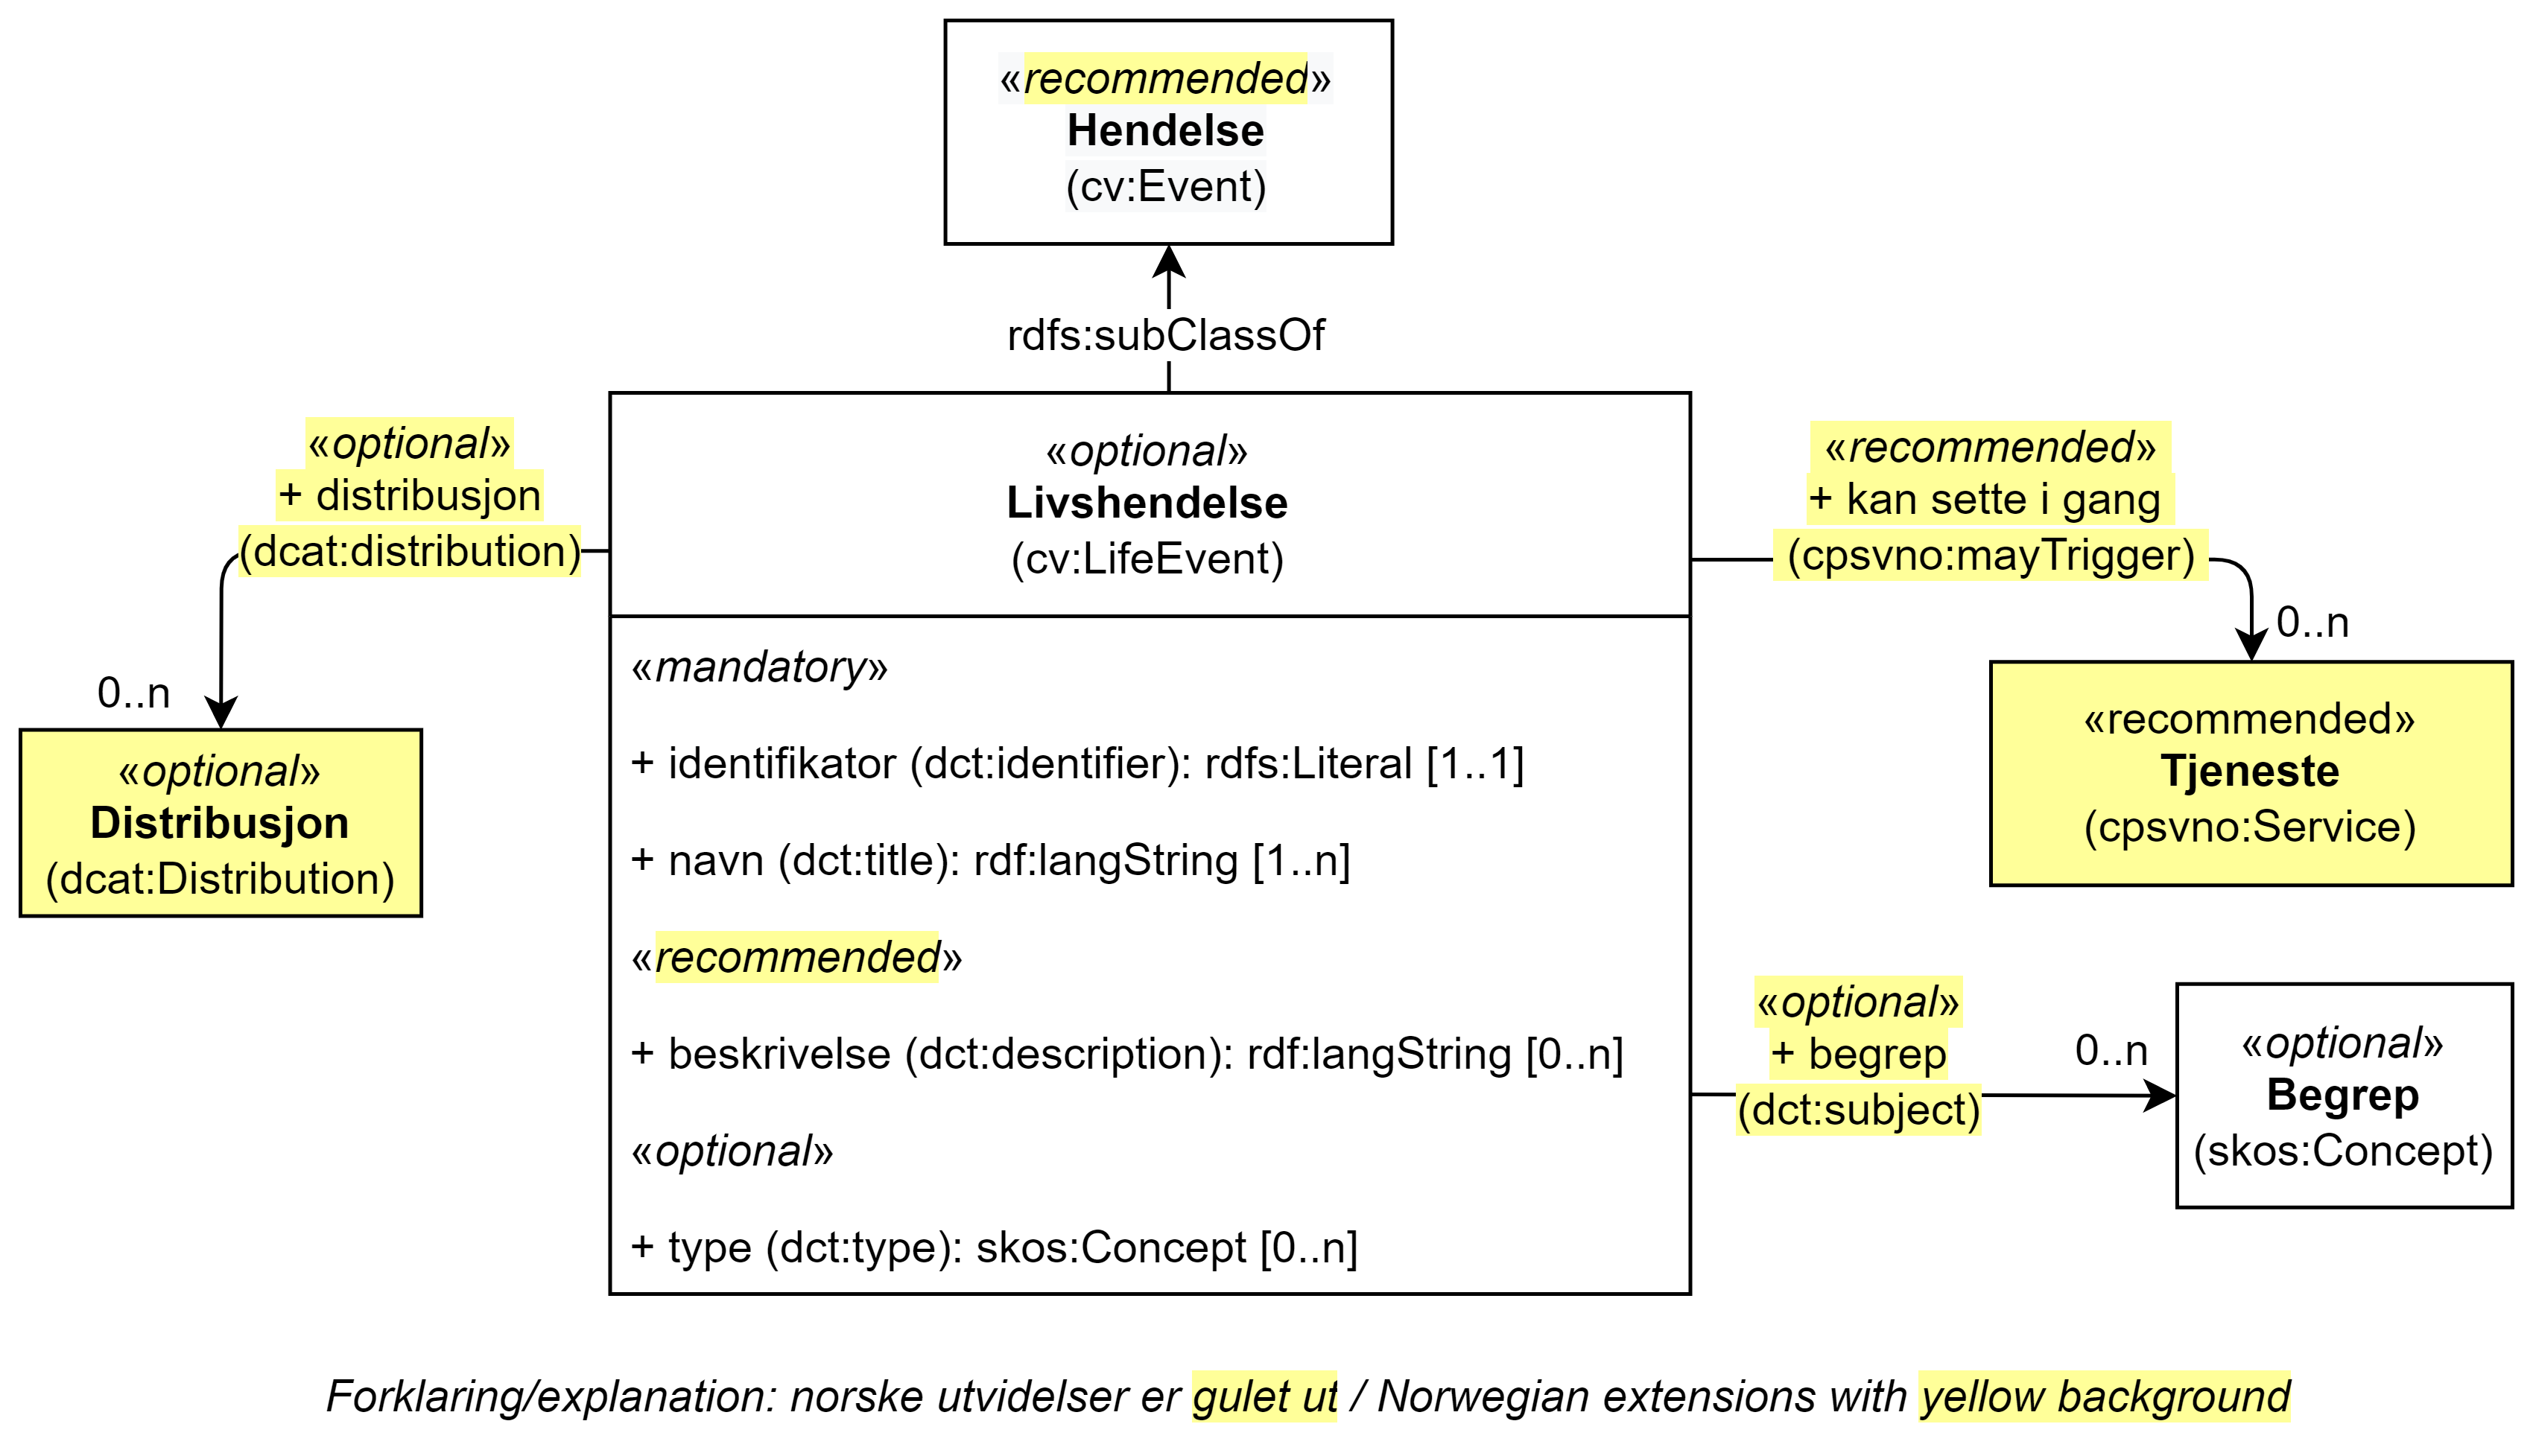 «recommended»
Hendelse
(cv:Event)
rdfs:subClassOf
«optional»
+ distribusjon
(dcat:distribution)
0..n
«optional»
Distribusjon
(dcat:Distribution)
«optional»
Livshendelse
(cv:LifeEvent)
«mandatory»
+ identifikator (dct:identifier): rdfs:Literal [1..1]
+ navn (dct:title): rdf:langString [1..n]
«recommended»
+ beskrivelse (dct:description): rdf:langString [0..n]
«optional»
+ type (dct:type): skos:Concept [0..n]
«recommended»
+ kan sette i gang
(cpsvno:mayTrigger)
0..n
«recommended»
Tjeneste
(cpsvno:Service)
«optional»
+ begrep
(dct:subject)
0..n
«optional»
Begrep
(skos:Concept)
Forklaring/explanation: norske utvidelser er gulet ut / Norwegian extensions with yellow background